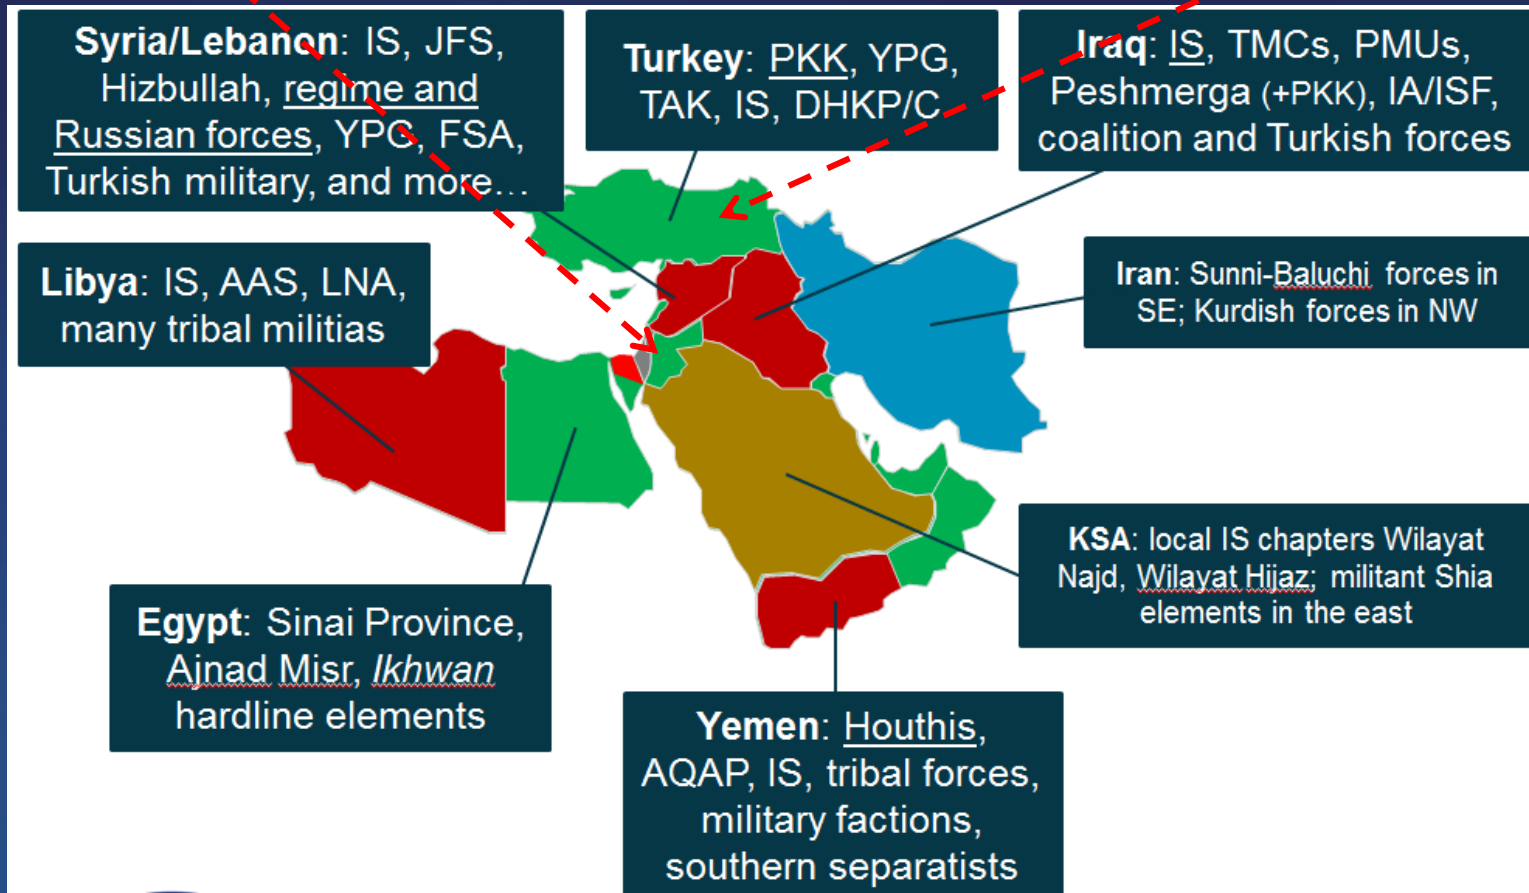 Syria/Lebanon: IS, JFS,
Hizbullah, regime and
Russian forces, YPG, FSA,
Turkish military, and more…
Turkey: PKK, YPG,
TAK, IS, DHKP/C
Iraq: IS, TMCs, PMUs,
Peshmerga (+PKK), IA/ISF,
coalition and Turkish forces
Libya: IS, AAS, LNA,
many tribal militias
Iran: Sunni-Baluchi forces in
SE; Kurdish forces in NW
KSA: local IS chapters Wilayat
Najd, Wilayat Hijaz; militant Shia
elements in the east
Egypt: Sinai Province,
Ajnad Misr, Ikhwan
hardline elements
Yemen: Houthis,
AQAP, IS, tribal forces,
military factions,
southern separatists